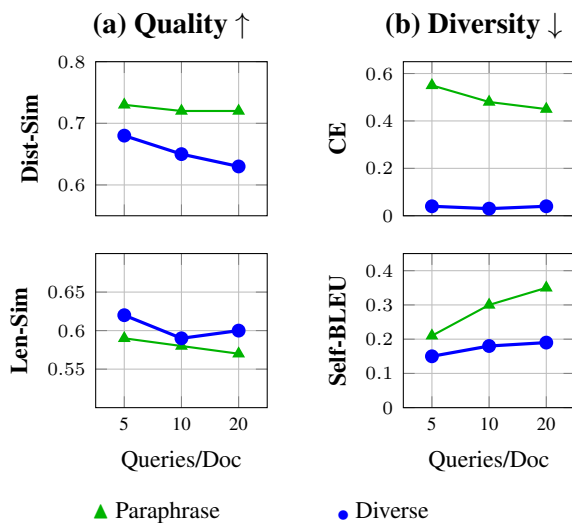 (a) Quality ↑
(b) Diversity ↓
Dist-Sim
0.8
0.7
0.6
CE
0.6
0.4
0.2
0
Len-Sim
0.65
0.6
0.55
5 10 20
Queries/Doc
Self-BLEU
0.4
0.3
0.2
0.1
0
5 10 20
Queries/Doc
Paraphrase
Diverse